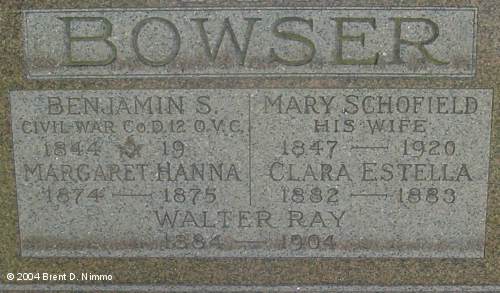 BOWSER
BENJAMIN S.
CIVIL WAR CO. D. 12 O.V.C.
1844 19
MARGARET HANNA
1874 — 1875
MARY SCHOFIELD
HIS WIFE
1847 — 1920
CLARA ESTELLA
1882 — 1883
WALTER RAY
1884 — 1904
© 2004 Brent D. Nimmo